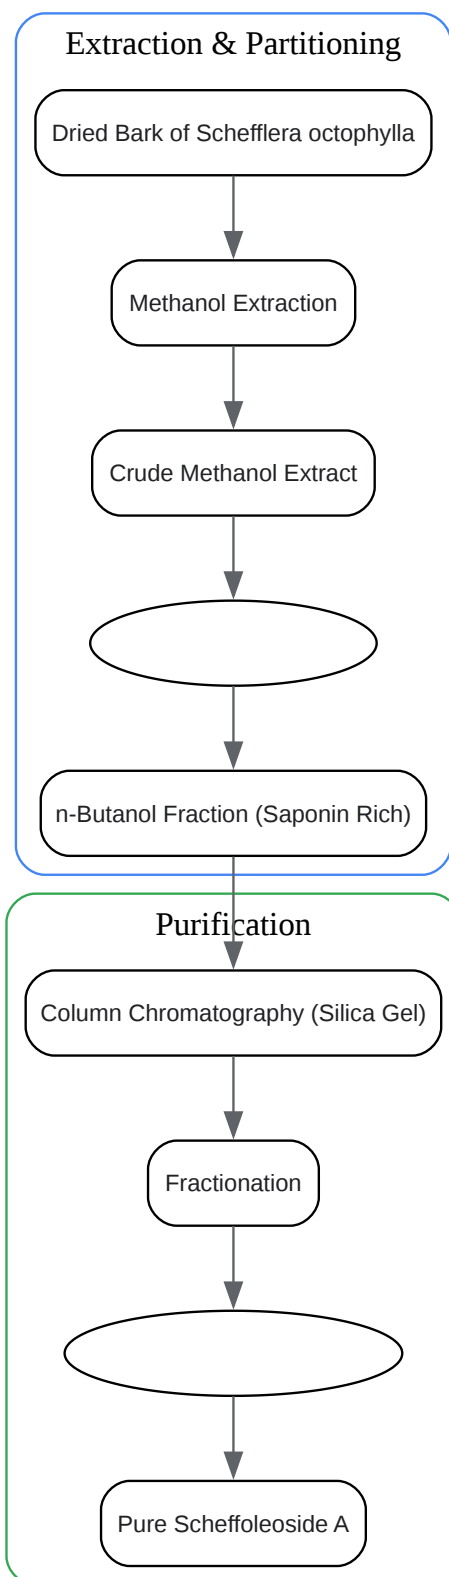 Extraction & Partitioning
Dried Bark of Schefflera octophylla
Methanol Extraction
Crude Methanol Extract
n-Butanol Fraction (Saponin Rich)
Purification
Column Chromatography (Silica Gel)
Fractionation
Pure Scheffoleoside A